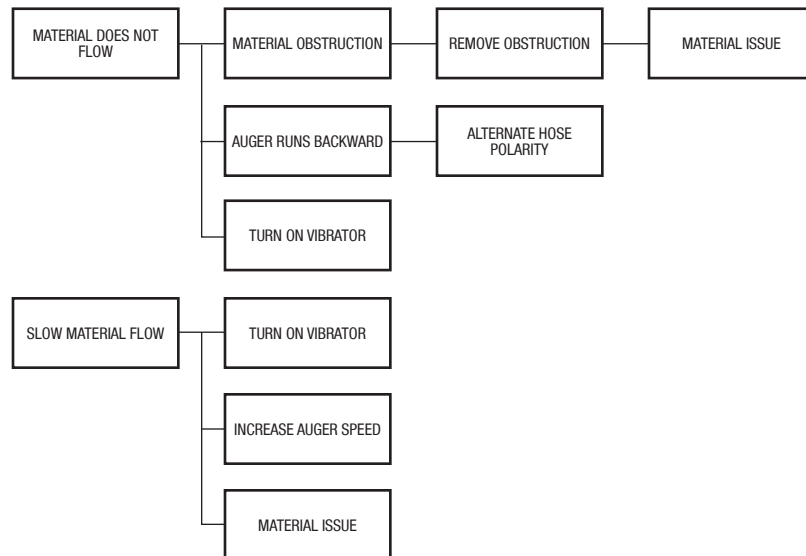 MATERIAL DOES NOT
FLOW
MATERIAL OBSTRUCTION
REMOVE OBSTRUCTION
MATERIAL ISSUE
AUGER RUNS BACKWARD
ALTERNATE HOSE
POLARITY
TURN ON VIBRATOR
SLOW MATERIAL FLOW
TURN ON VIBRATOR
INCREASE AUGER SPEED
MATERIAL ISSUE